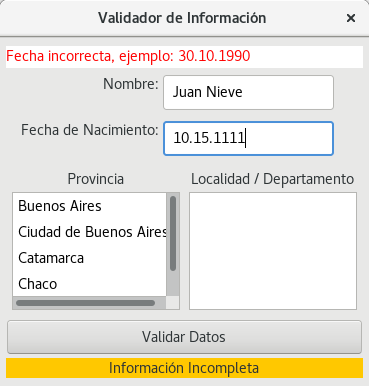 Validador de Información
Fecha incorrecta, ejemplo: 30.10.1990
Nombre: Juan Nieve
Fecha de Nacimiento: 10.15.1111
Provincia
Localidad / Departamento
Buenos Aires
Ciudad de Buenos Aires
Catamarca
Chaco
Validar Datos
Información Incompleta